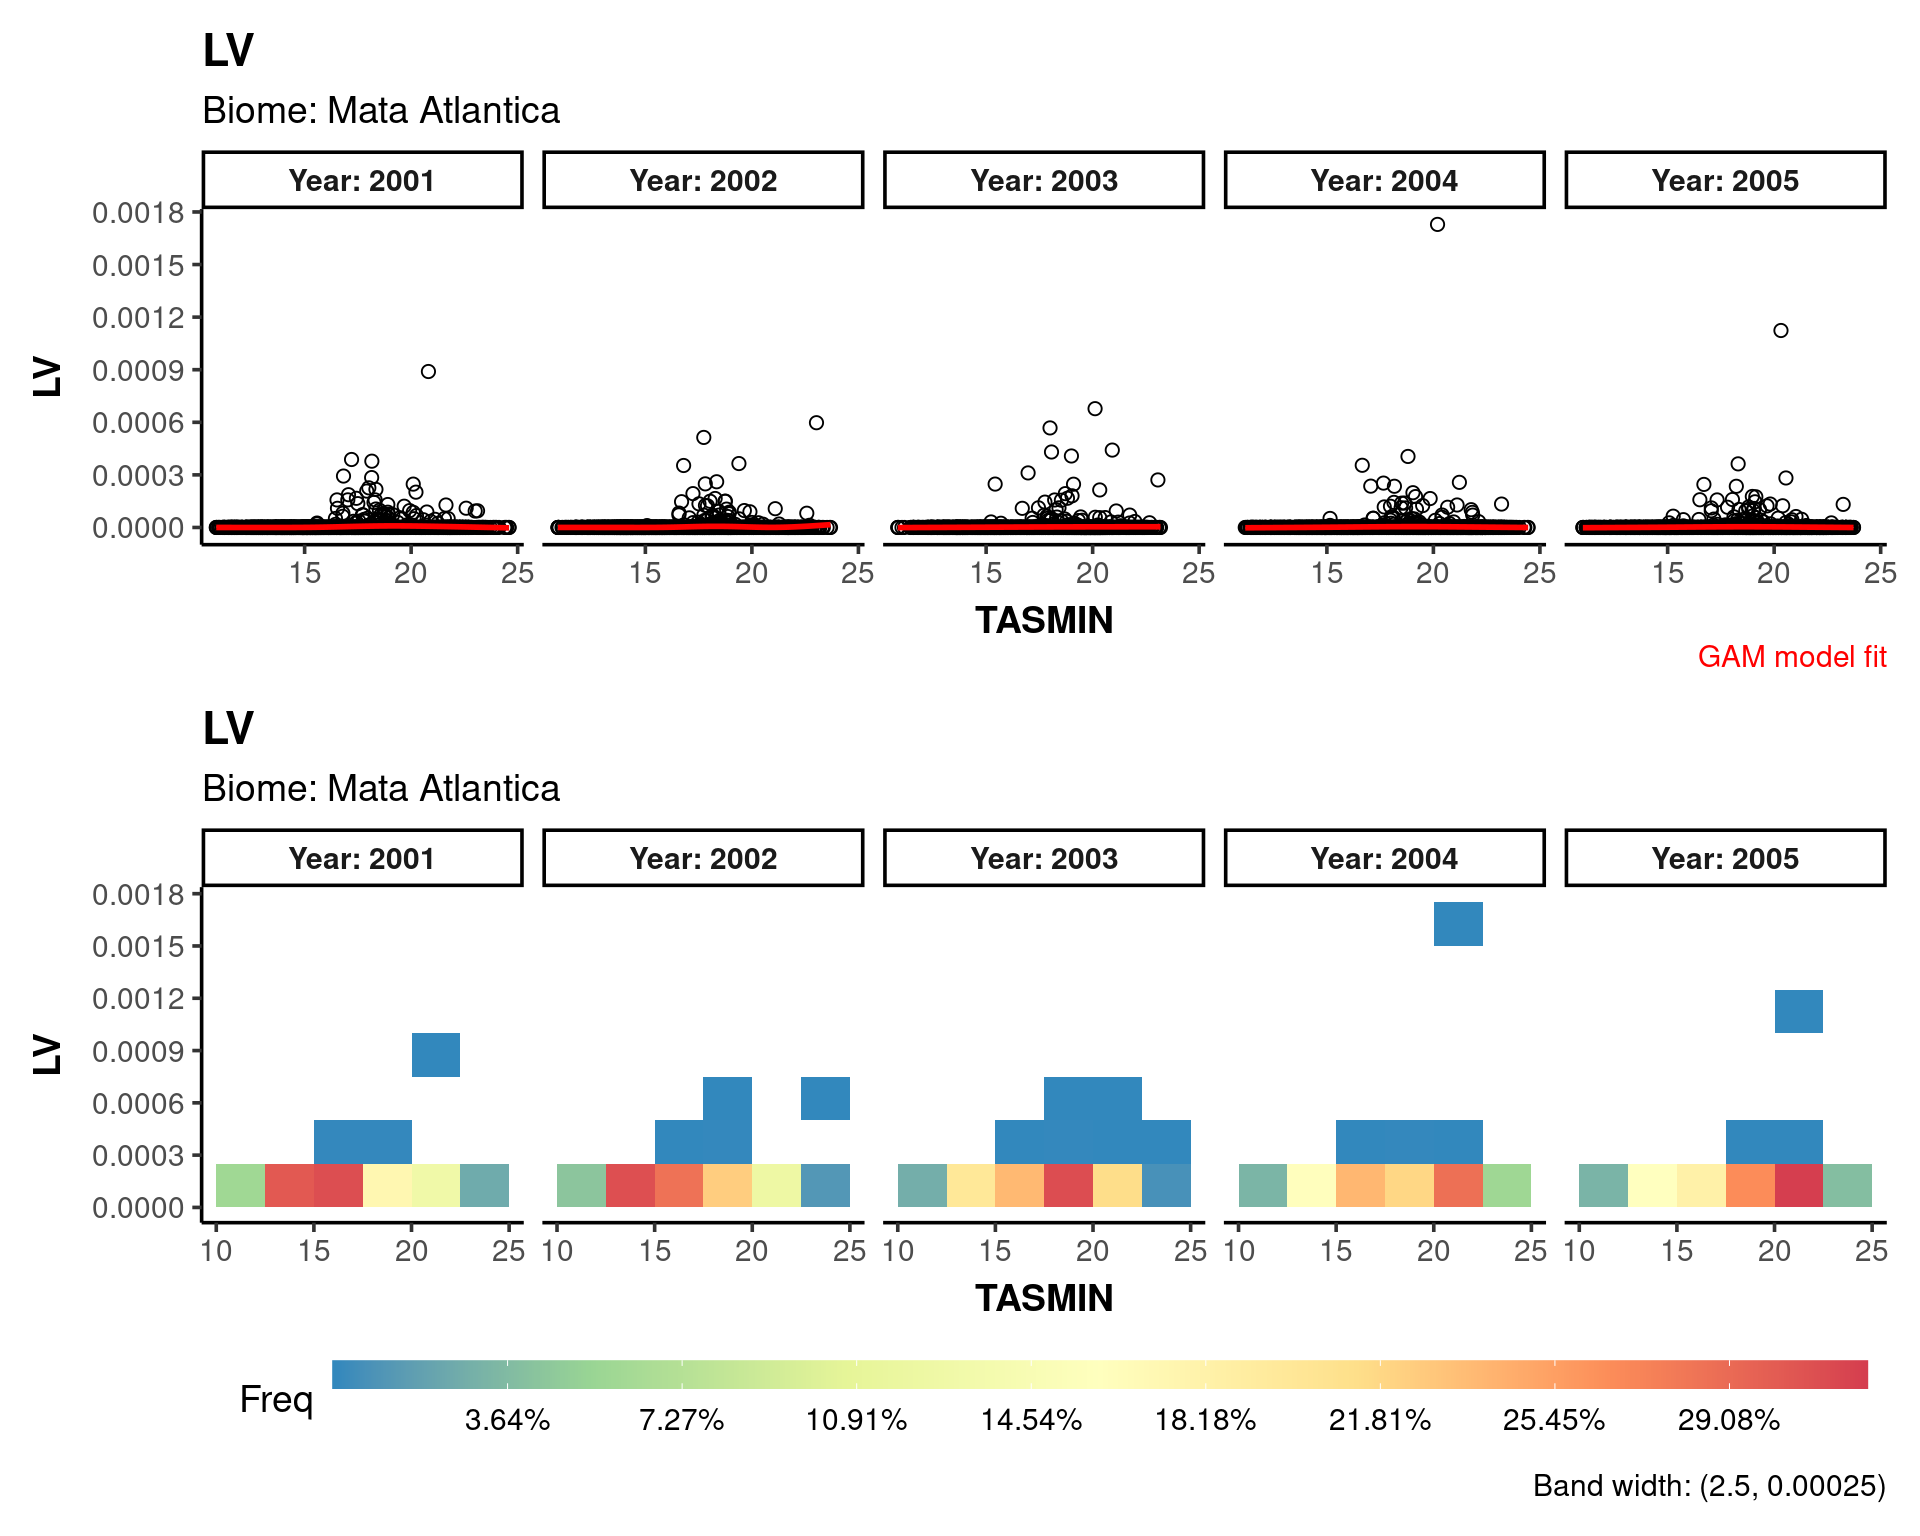 LV
Biome: Mata Atlantica
Year: 2001 Year: 2002 Year: 2003 Year: 2004 Year: 2005
0.0018
0.0015
0.0012
0.0009
0.0006
0.0003
0.0000
LV
15 20 25 15 20 25 15 20 25 15 20 25 15 20 25
TASMIN
GAM model fit
LV
Biome: Mata Atlantica
Year: 2001 Year: 2002 Year: 2003 Year: 2004 Year: 2005
0.0018
0.0015
0.0012
0.0009
0.0006
0.0003
0.0000
LV
10 15 20 25 10 15 20 25 10 15 20 25 10 15 20 25 10 15 20 25
TASMIN
Freq
3.64% 7.27% 10.91% 14.54% 18.18% 21.81% 25.45% 29.08%
Band width: (2.5, 0.00025)